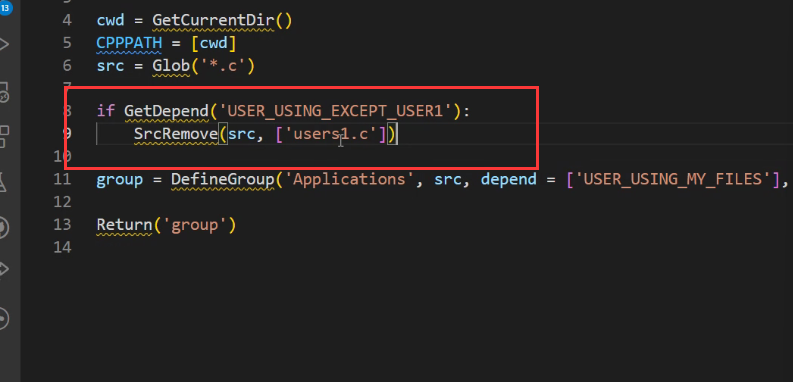 13
4 cwd = GetCurrentDir()
5 CPPPATH = [cwd]
6 src = Glob('*.c')
7
8 if GetDepend('USER_USING_EXCEPT_USER1'):
9 SrcRemove(src, ['users1.c'])
10
11 group = DefineGroup('Applications', src, depend = ['USER_USING_MY_FILES'],
12
13 Return('group')
14